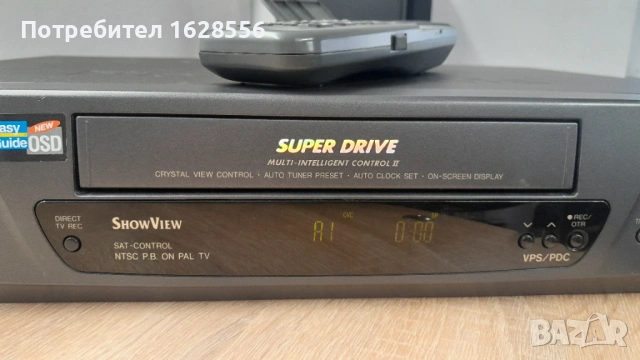 Потребител 1628556
Easy Guide
NEW
OSD
SUPER DRIVE
MULTI-INTELLIGENT CONTROL II
CRYSTAL VIEW CONTROL · AUTO TUNER PRESET · AUTO CLOCK SET · ON-SCREEN DISPLAY
DIRECT
TV REC
SHOWVIEW
SAT-CONTROL
NTSC P.B. ON PAL TV
A1
0:00
REC/
OTR
VPS/PDC
BAZAR